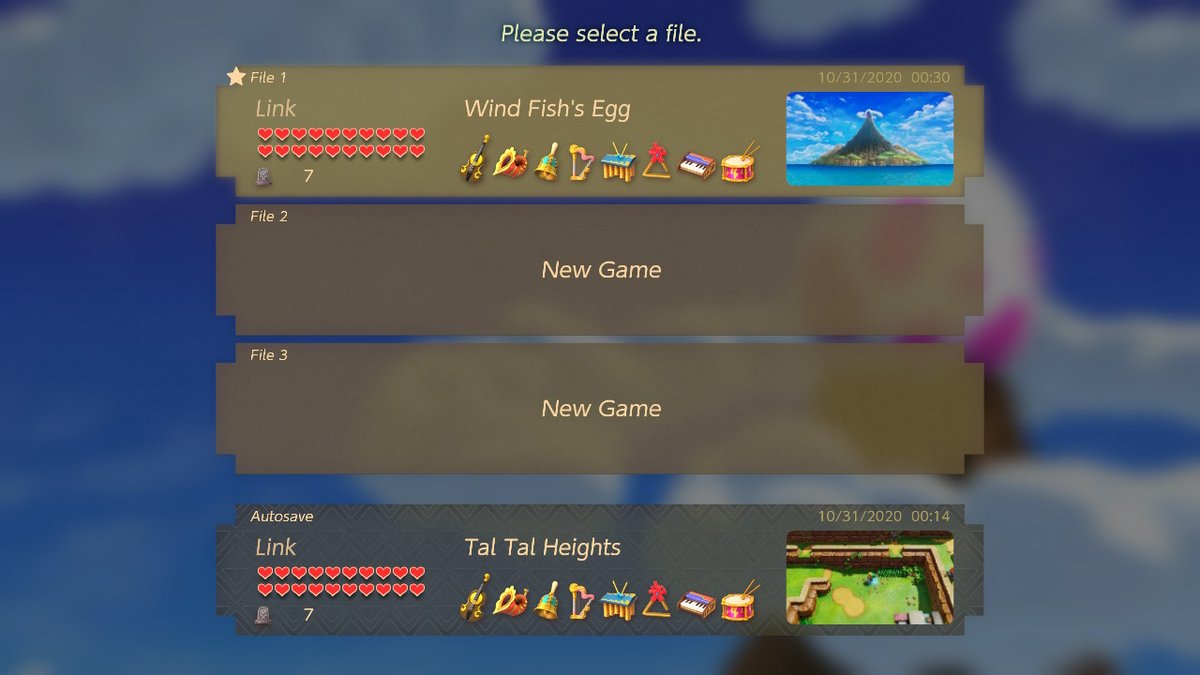 Please select a file.
File 1
10/31/2020 00:30
Link
Wind Fish's Egg
7
File 2
New Game
File 3
New Game
Autosave
10/31/2020 00:14
Link
Tal Tal Heights
7